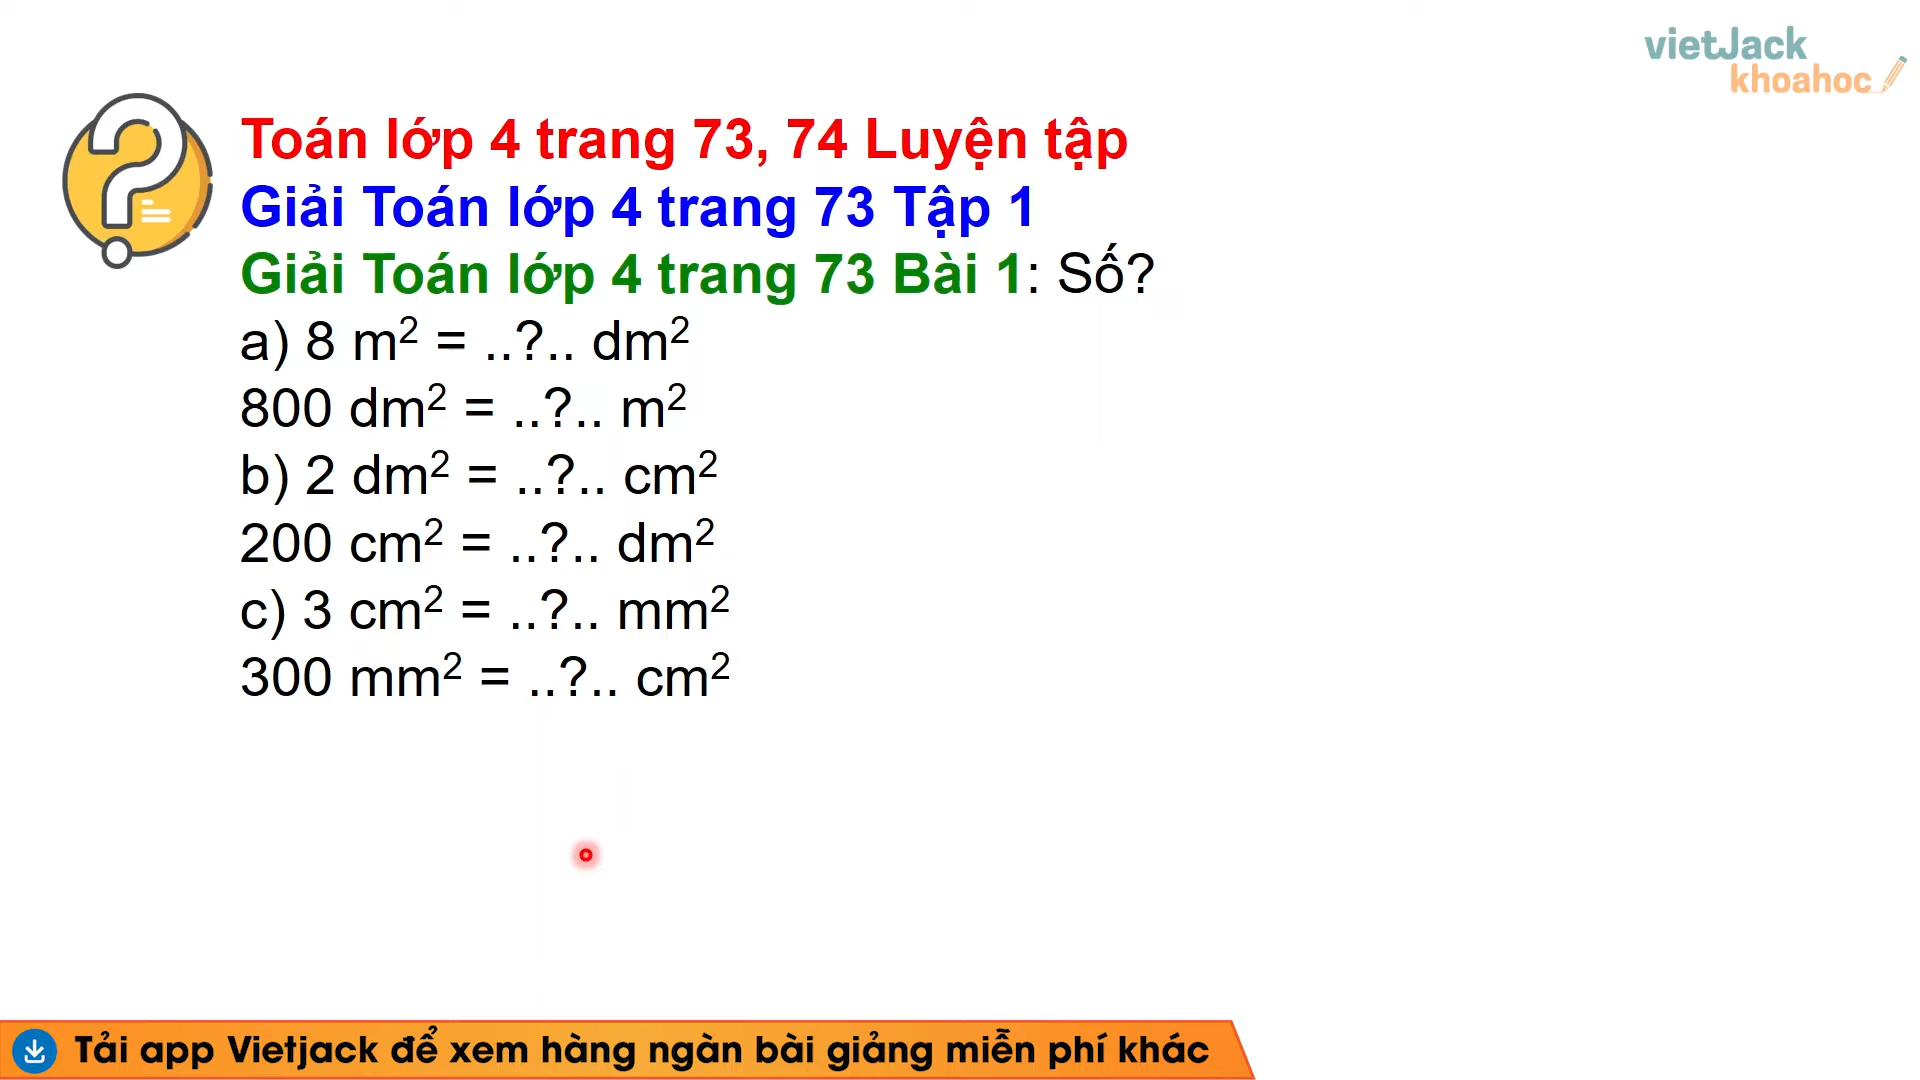 vietJack
khoahoc
Toán lớp 4 trang 73, 74 Luyện tập
Giải Toán lớp 4 trang 73 Tập 1
Giải Toán lớp 4 trang 73 Bài 1: Số?
a) 8 m² = ..?.. dm²
800 dm² = ..?.. m²
b) 2 dm² = ..?.. cm²
200 cm² = ..?.. dm²
c) 3 cm² = ..?.. mm²
300 mm² = ..?.. cm²
Tải app Vietjack để xem hàng ngàn bài giảng miễn phí khác